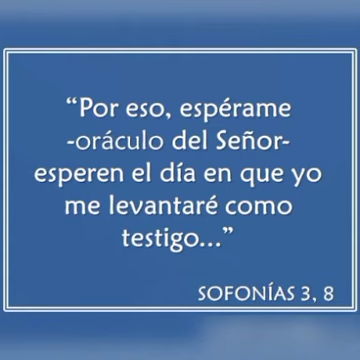 “Por eso, espérame
-oráculo del Señor-
esperen el día en que yo
me levantaré como
testigo...”
SOFONÍAS 3, 8